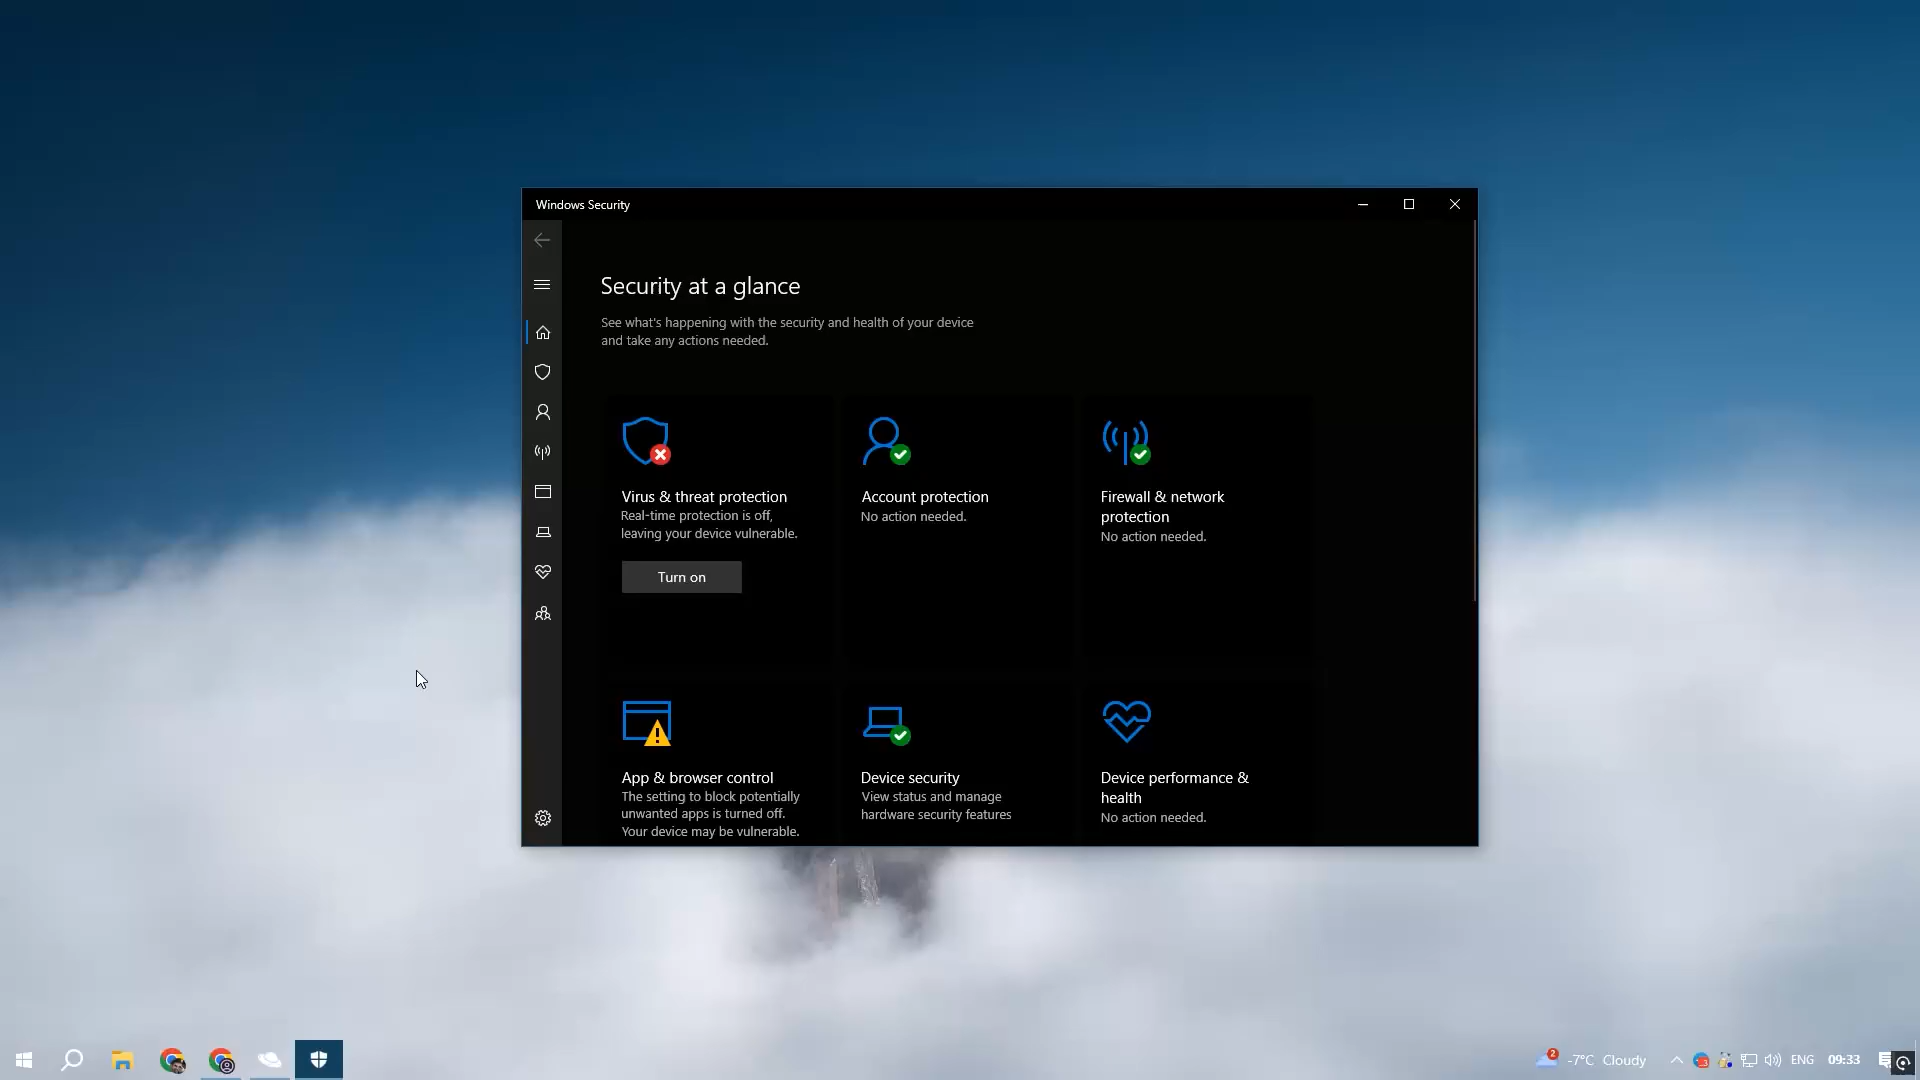 Windows Security
Security at a glance
See what's happening with the security and health of your device
and take any actions needed.
Virus & threat protection
Real-time protection is off,
leaving your device vulnerable.
Turn on
Account protection
No action needed.
Firewall & network
protection
No action needed.
App & browser control
The setting to block potentially
unwanted apps is turned off.
Your device may be vulnerable.
Device security
View status and manage
hardware security features
Device performance &
health
No action needed.
2
-7°C Cloudy
ENG
09:33